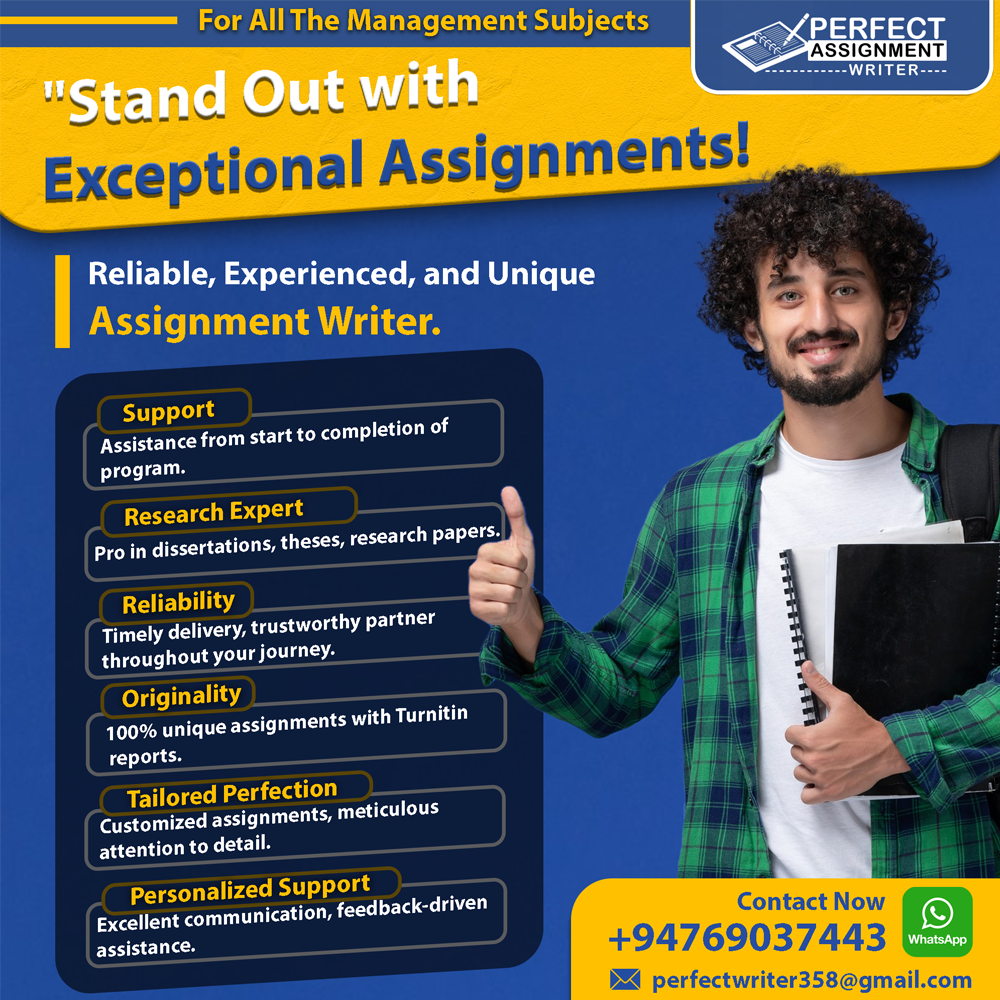 For All The Management Subjects
PERFECT
ASSIGNMENT
WRITER
"Stand Out with
Exceptional Assignments!
Reliable, Experienced, and Unique
Assignment Writer.
Support
Assistance from start to completion of
program.
Research Expert
Pro in dissertations, theses, research papers.
Reliability
Timely delivery, trustworthy partner
throughout your journey.
Originality
100% unique assignments with Turnitin
reports.
Tailored Perfection
Customized assignments, meticulous
attention to detail.
Personalized Support
Excellent communication, feedback-driven
assistance.
Contact Now
+94769037443
WhatsApp
perfectwriter358@gmail.com